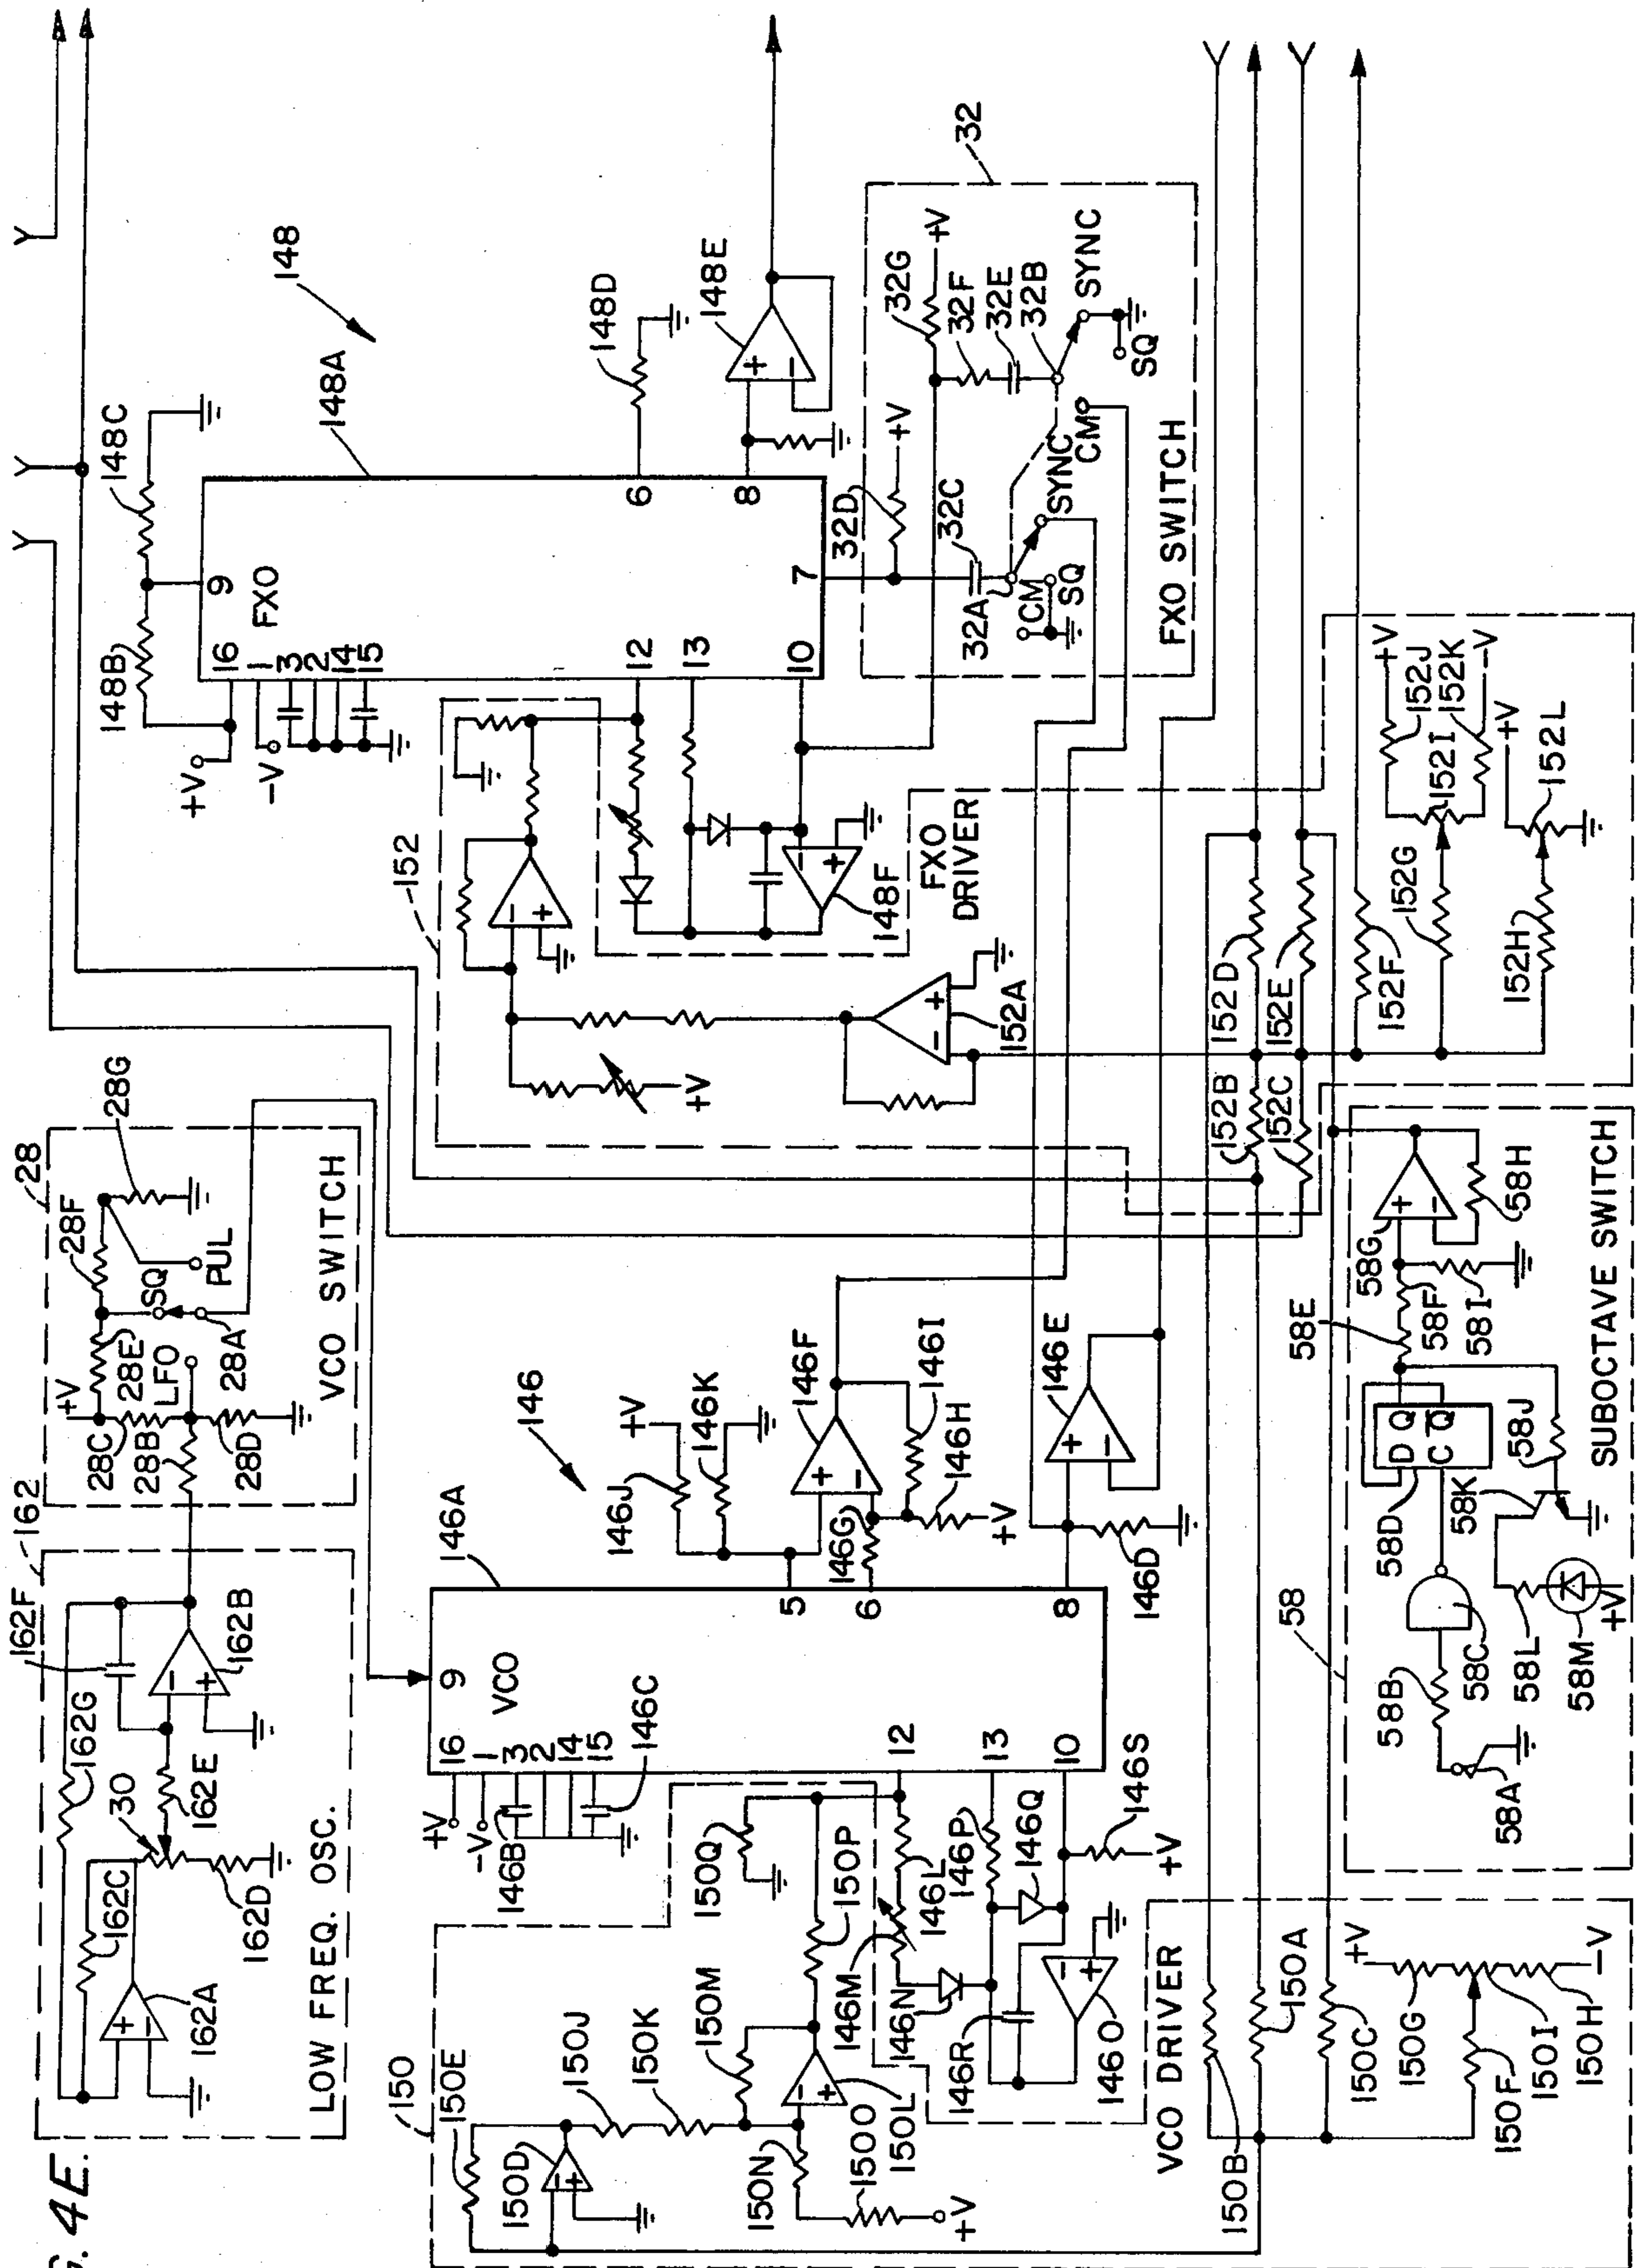 G. 4E.
162F
162
162G
30
162C
162B
162E
162D
162A
LOW FREQ. OSC.
28
28F
28G
+V
28E
SQ
PUL
LFO
28C
28B
28A
28D
VCO SWITCH
148
148A
148C
148B
16
1
3
2
14
15
9
FXO
+V
-V
6
8
7
12
13
10
148D
148E
+
-
32
32G
+V
32F
32E
32B
SYNC
SQ
32D
+V
32C
SYNC
CM
32A
CM
SQ
FXO SWITCH
152
FXO
DRIVER
148F
152A
+V
152D
152E
152B
152C
152F
152G
152H
+V
152J
152I
152K
-V
+V
152L
146
146A
9
VCO
16
1
3
2
14
15
+V
-V
146B
146C
5
6
8
12
13
10
+V
146J
146K
146F
146I
146H
146G
+V
146E
146D
150
150E
150J
150K
150D
150M
150Q
150P
150L
150N
150O
+V
146L
146M
146N
146P
146Q
146R
146O
146S
+V
VCO DRIVER
150B
150A
150C
+V
150G
150F
150I
150H
-V
58
58E
58G
58F
58I
58H
58D
D Q
C Q
58K
58J
58B
58C
58L
58M
+V
58A
SUBOCTAVE SWITCH